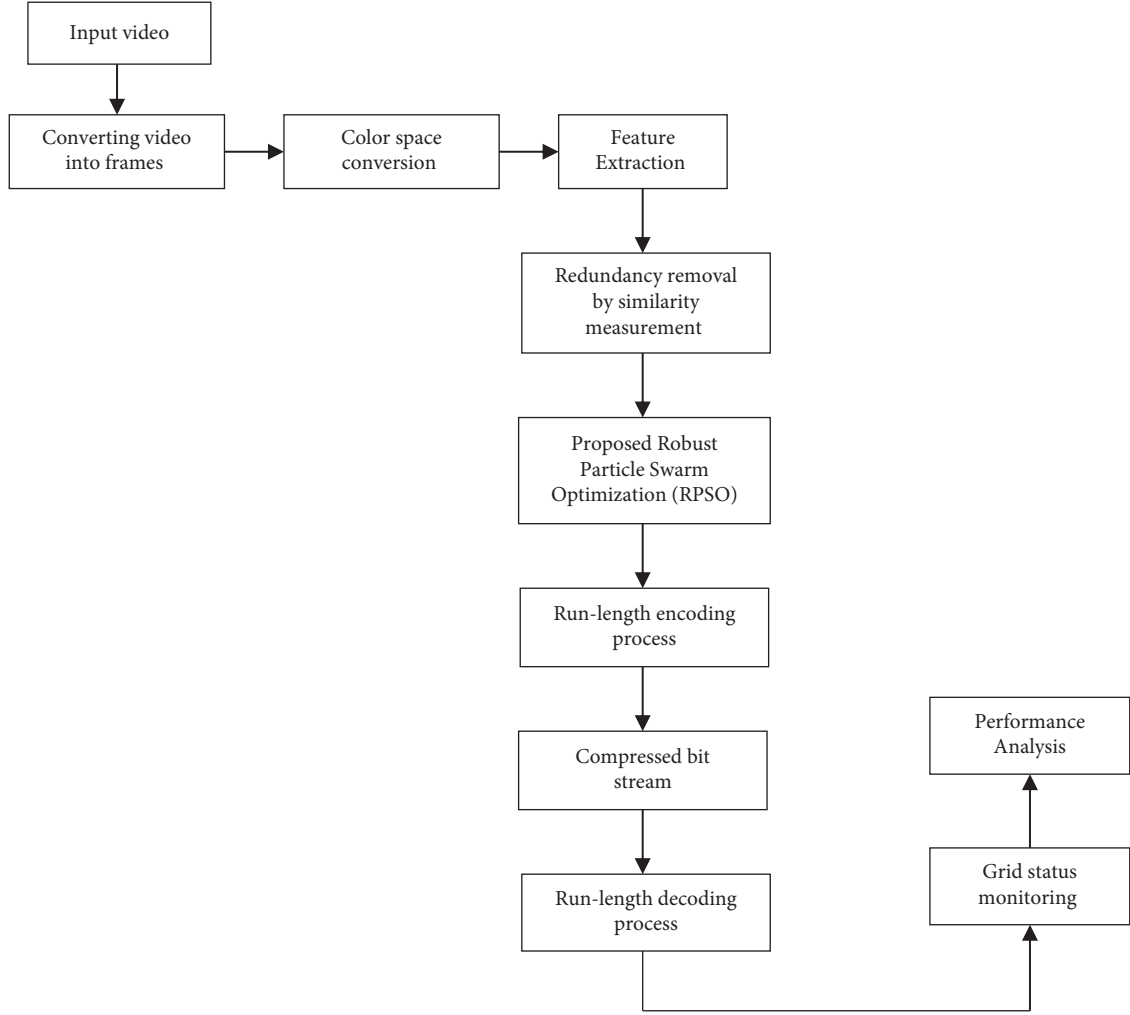 Input video
Converting video
into frames
Color space
conversion
Feature
Extraction
Redundancy removal
by similarity
measurement
Proposed Robust
Particle Swarm
Optimization (RPSO)
Run-length encoding
process
Compressed bit
stream
Run-length decoding
process
Grid status
monitoring
Performance
Analysis